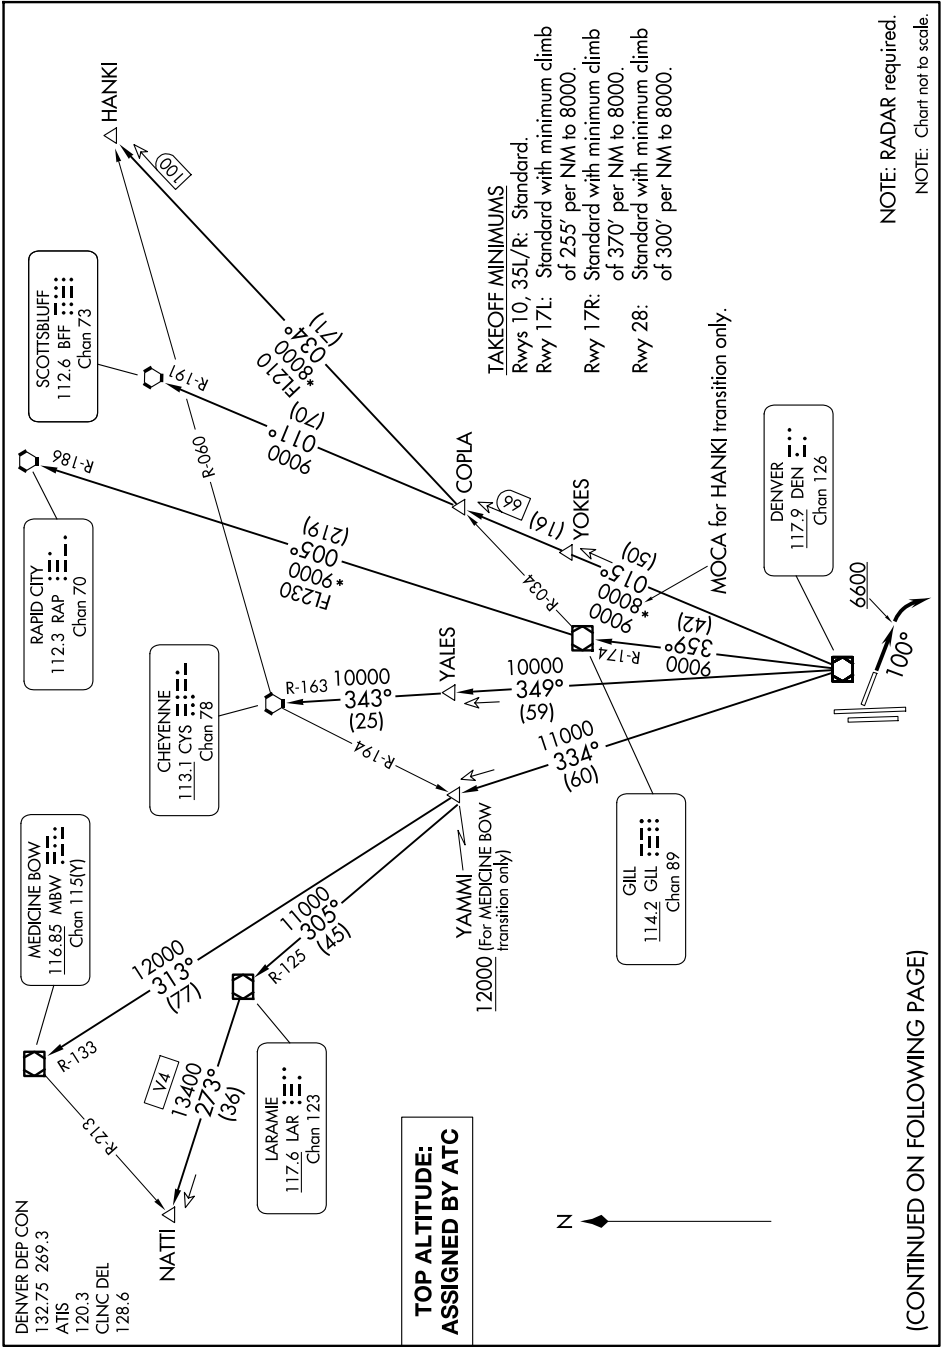 DENVER DEP CON
132.75 269.3
ATIS
120.3
CLNC DEL
128.6
MEDICINE BOW
116.85 MBW
Chan 115(Y)
RAPID CITY
112.3 RAP
Chan 70
SCOTTSBLUFF
112.6 BFF
Chan 73
CHEYENNE
113.1 CYS
Chan 78
LARAMIE
117.6 LAR
Chan 123
GILL
114.2 GLL
Chan 89
DENVER
117.9 DEN
Chan 126
HANKI
100
R-191
R-060
R-186
FL210
*8000
034°
(71)
9000
011°
(70)
FL230
*9000
005°
(219)
COPLA
66
(16)
YOKES
R-034
9000
*8000
015°
(50)
MOCA for HANKI transition only.
R-174
9000
359°
(42)
R-163
10000
343°
(25)
YALES
10000
349°
(59)
R-194
11000
334°
(60)
YAMMI
12000 (For MEDICINE BOW
transition only)
12000
313°
(77)
R-133
11000
305°
(45)
R-125
R-213
V4
13400
273°
(36)
NATTI
6600
100°
TAKEOFF MINIMUMS
Rwys 10, 35L/R: Standard.
Rwy 17L: Standard with minimum climb
of 255' per NM to 8000.
Rwy 17R: Standard with minimum climb
of 370' per NM to 8000.
Rwy 28: Standard with minimum climb
of 300' per NM to 8000.
TOP ALTITUDE:
ASSIGNED BY ATC
N
NOTE: RADAR required.
NOTE: Chart not to scale.
(CONTINUED ON FOLLOWING PAGE)